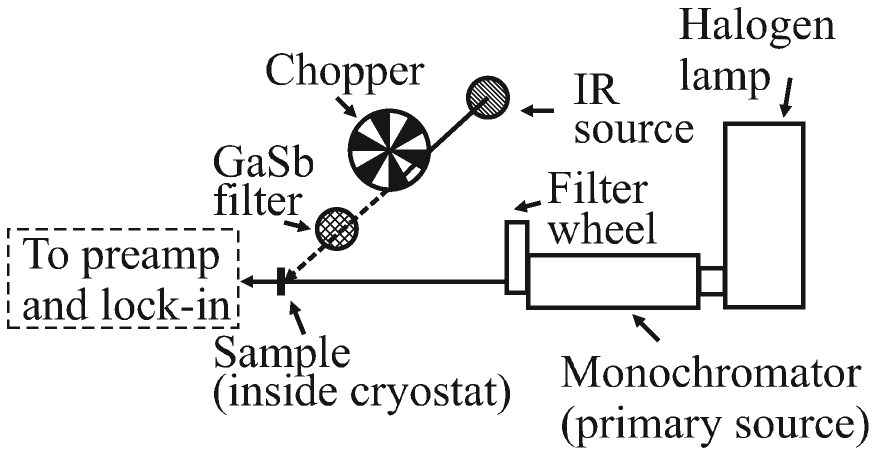 Halogen
lamp
Chopper
IR
source
GaSb
filter
Filter
wheel
To preamp
and lock-in
Sample
(inside cryostat)
Monochromator
(primary source)